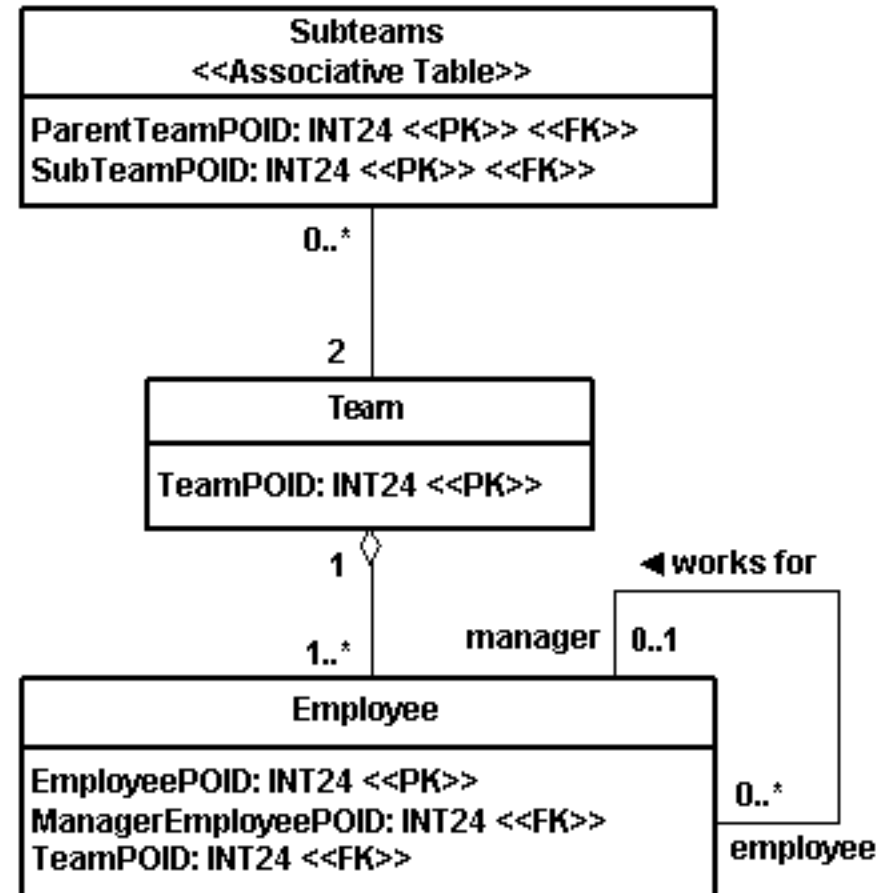 Subteams
<<Associative Table>>
ParentTeamPOID: INT24 <<PK>> <<FK>>
SubTeamPOID: INT24 <<PK>> <<FK>>
0..*
2
Team
TeamPOID: INT24 <<PK>>
1
◄ works for
manager 0..1
1..*
Employee
EmployeePOID: INT24 <<PK>>
ManagerEmployeePOID: INT24 <<FK>>
TeamPOID: INT24 <<FK>>
0..*
employee